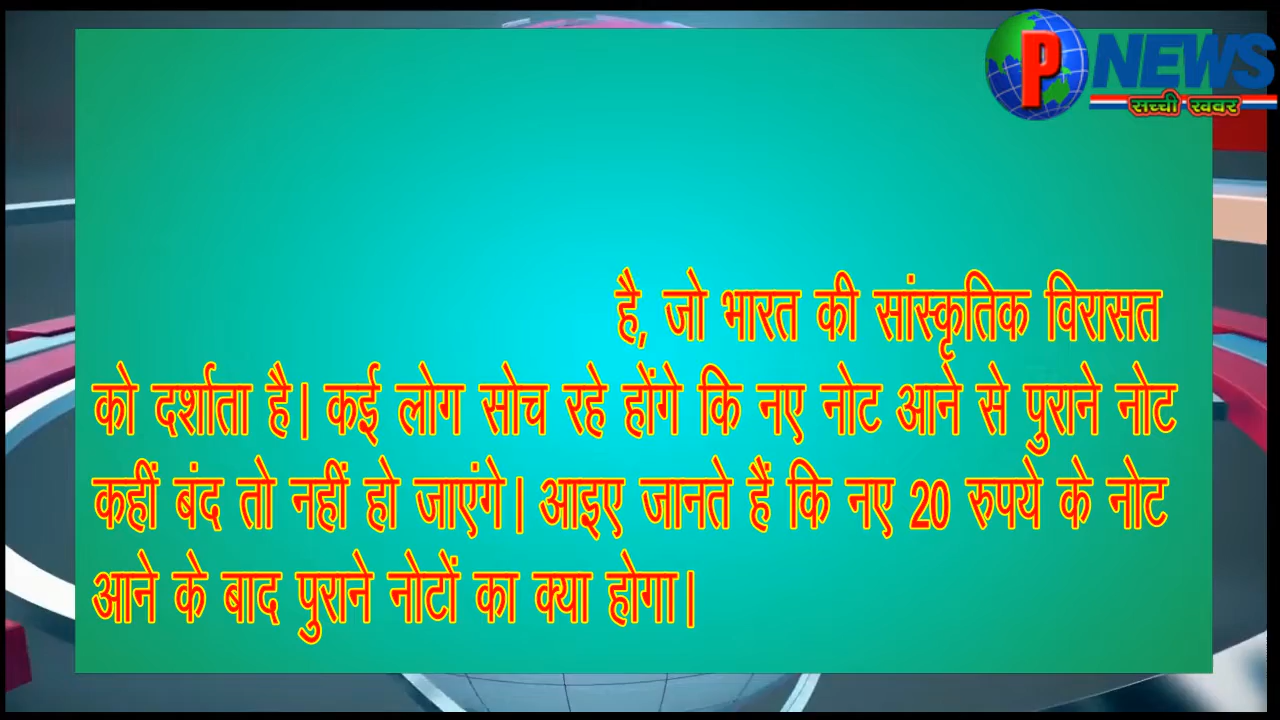 P NEWS
सच्ची खबर
है, जो भारत की सांस्कृतिक विरासत
को दर्शाता है। कई लोग सोच रहे होंगे कि नए नोट आने से पुराने नोट
कहीं बंद तो नहीं हो जाएंगे। आइए जानते हैं कि नए 20 रुपये के नोट
आने के बाद पुराने नोटों का क्या होगा।